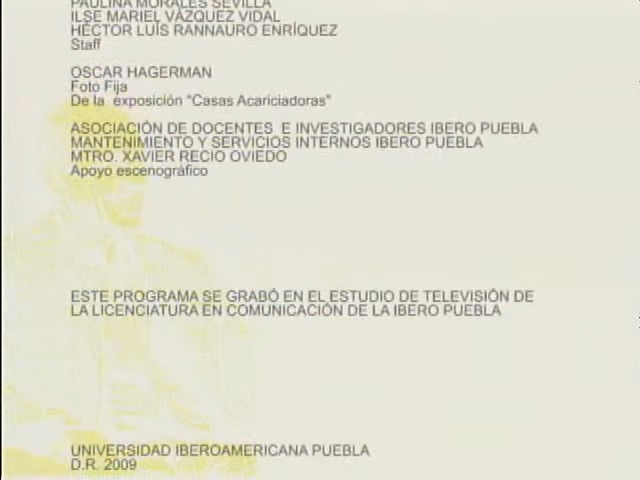 PAULINA MORALES SEVILLA
ILSE MARIEL VÁZQUEZ VIDAL
HÉCTOR LUÍS RANNAURO ENRÍQUEZ
Staff
OSCAR HAGERMAN
Foto Fija
De la exposición "Casas Acariciadoras"
ASOCIACIÓN DE DOCENTES E INVESTIGADORES IBERO PUEBLA
MANTENIMIENTO Y SERVICIOS INTERNOS IBERO PUEBLA
MTRO. XAVIER RECIO OVIEDO
Apoyo escenográfico
ESTE PROGRAMA SE GRABÓ EN EL ESTUDIO DE TELEVISIÓN DE
LA LICENCIATURA EN COMUNICACIÓN DE LA IBERO PUEBLA
UNIVERSIDAD IBEROAMERICANA PUEBLA
D.R. 2009